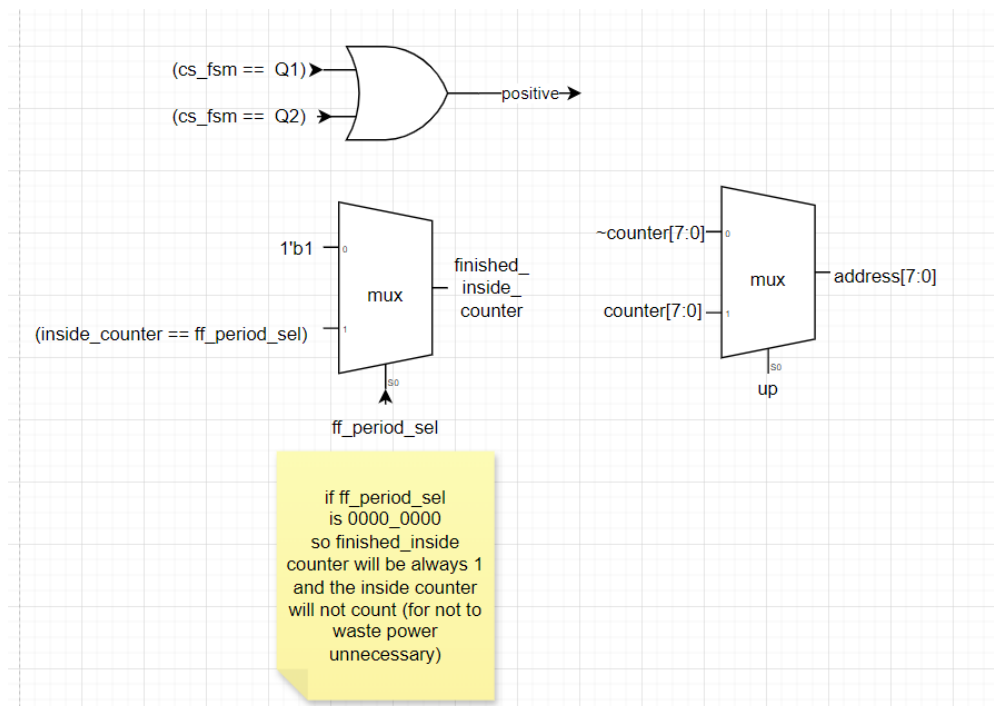 (cs_fsm == Q1)
(cs_fsm == Q2)
positive
1'b1
0
mux
finished_
inside_
counter
(inside_counter == ff_period_sel)
1
S0
ff_period_sel
~counter[7:0]
0
mux
address[7:0]
counter[7:0]
1
S0
up
if ff_period_sel
is 0000_0000
so finished_inside
counter will be always 1
and the inside counter
will not count (for not to
waste power
unnecessary)